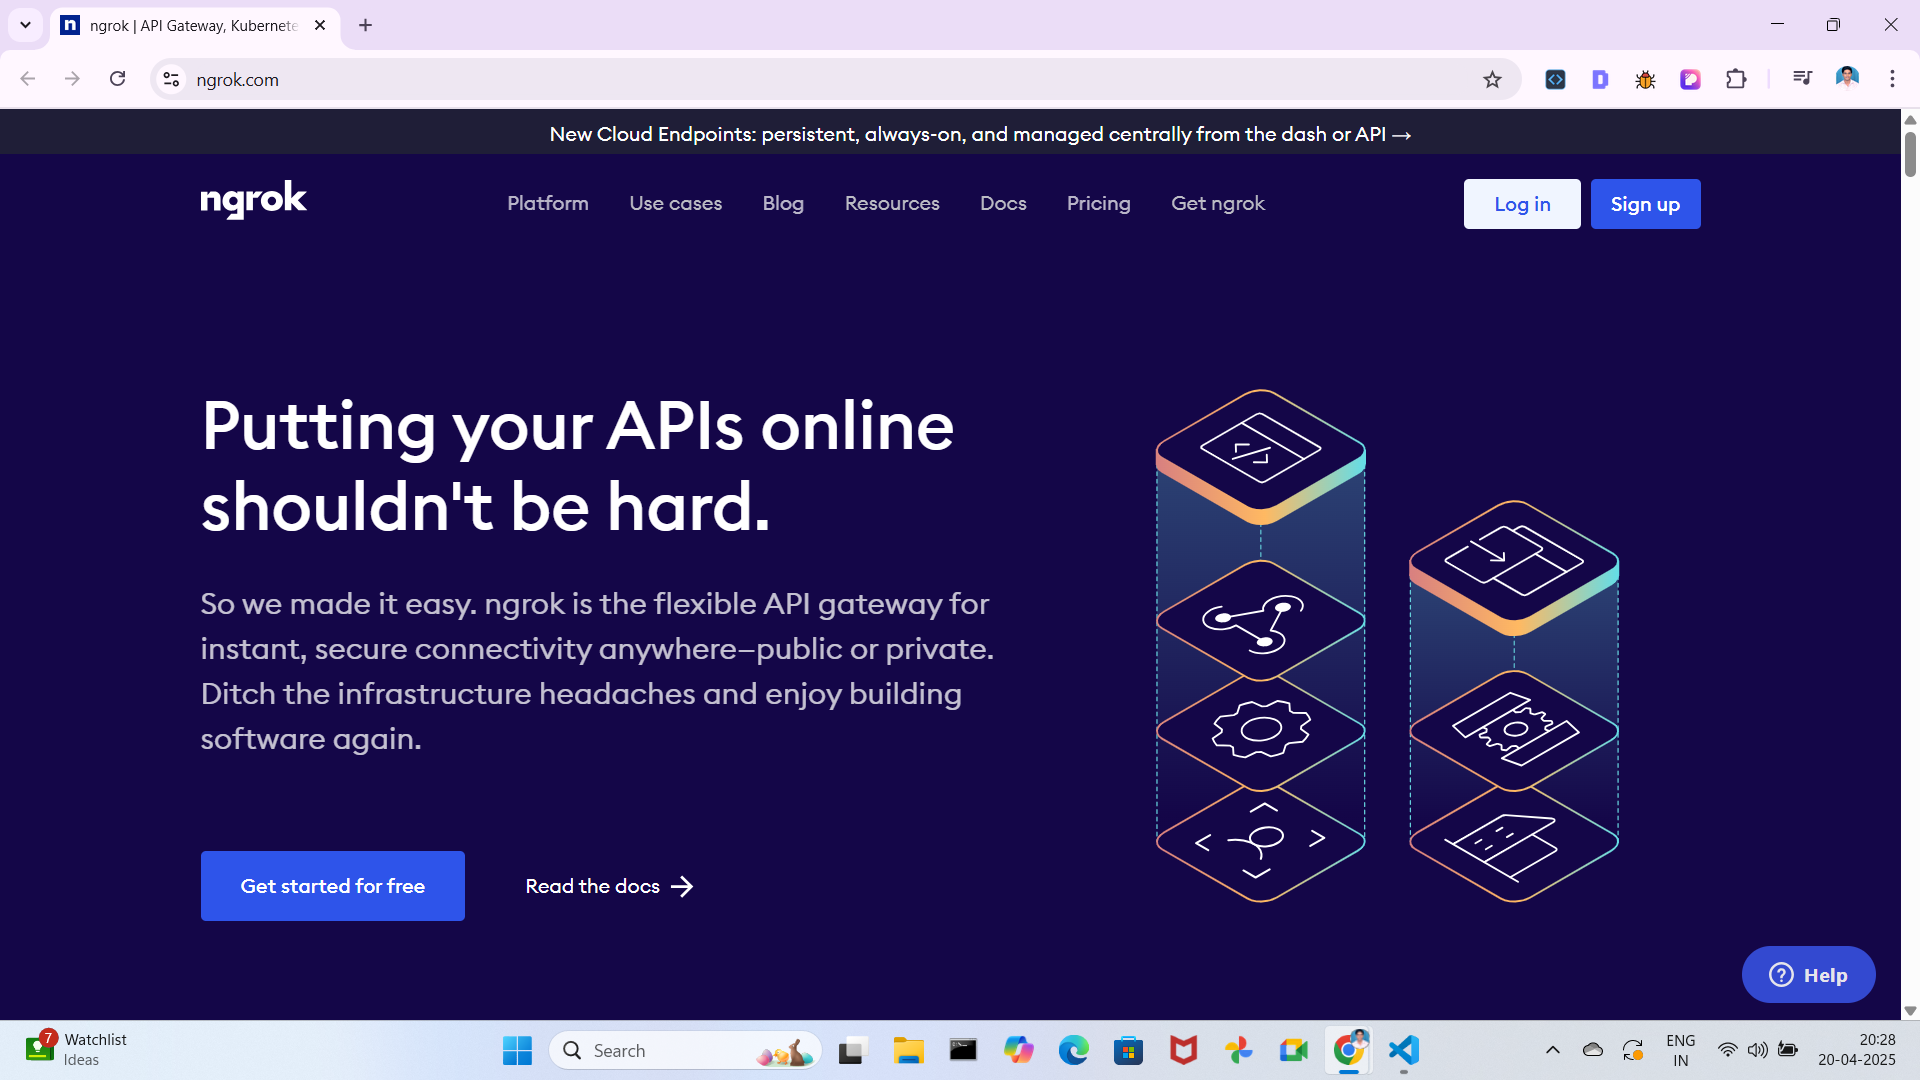 ngrok | API Gateway, Kubernete
ngrok.com
New Cloud Endpoints: persistent, always-on, and managed centrally from the dash or API →
ngrok
Platform
Use cases
Blog
Resources
Docs
Pricing
Get ngrok
Log in
Sign up
Putting your APIs online
shouldn't be hard.
So we made it easy. ngrok is the flexible API gateway for
instant, secure connectivity anywhere—public or private.
Ditch the infrastructure headaches and enjoy building
software again.
Get started for free
Read the docs →
Help
7
Watchlist
Ideas
Search
ENG
IN
20:28
20-04-2025